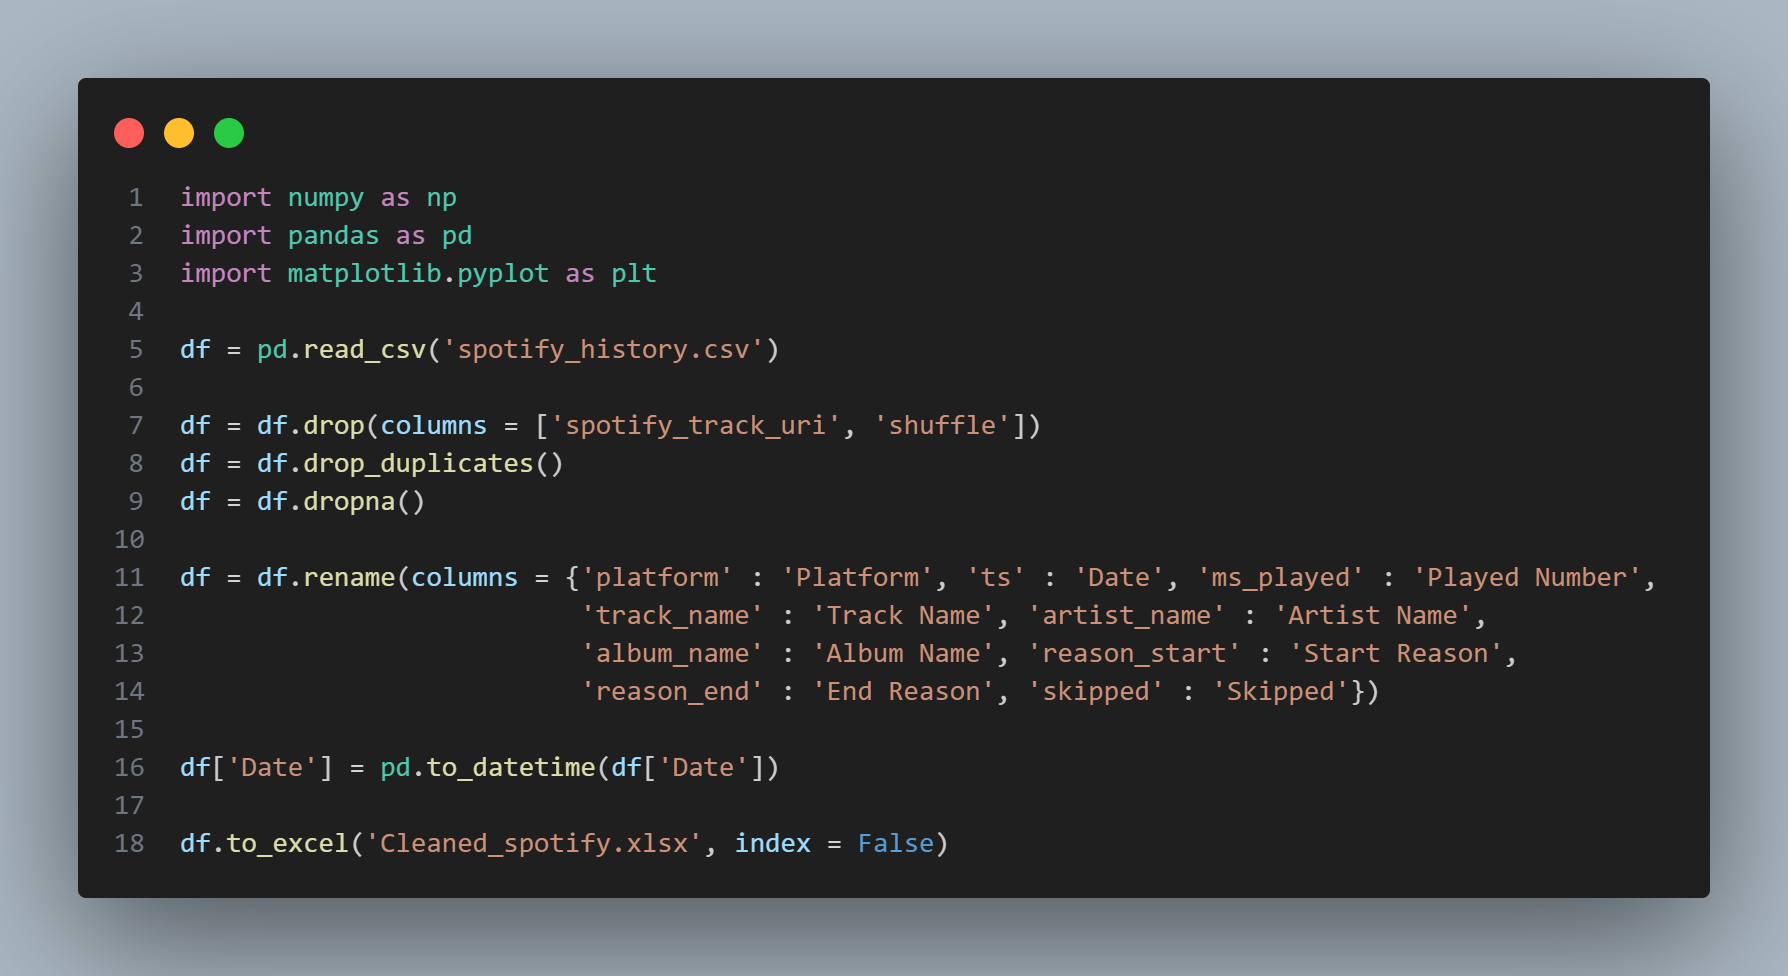 1 import numpy as np
2 import pandas as pd
3 import matplotlib.pyplot as plt
4
5 df = pd.read_csv('spotify_history.csv')
6
7 df = df.drop(columns = ['spotify_track_uri', 'shuffle'])
8 df = df.drop_duplicates()
9 df = df.dropna()
10
11 df = df.rename(columns = {'platform' : 'Platform', 'ts' : 'Date', 'ms_played' : 'Played Number',
12                           'track_name' : 'Track Name', 'artist_name' : 'Artist Name',
13                           'album_name' : 'Album Name', 'reason_start' : 'Start Reason',
14                           'reason_end' : 'End Reason', 'skipped' : 'Skipped'})
15
16 df['Date'] = pd.to_datetime(df['Date'])
17
18 df.to_excel('Cleaned_spotify.xlsx', index = False)